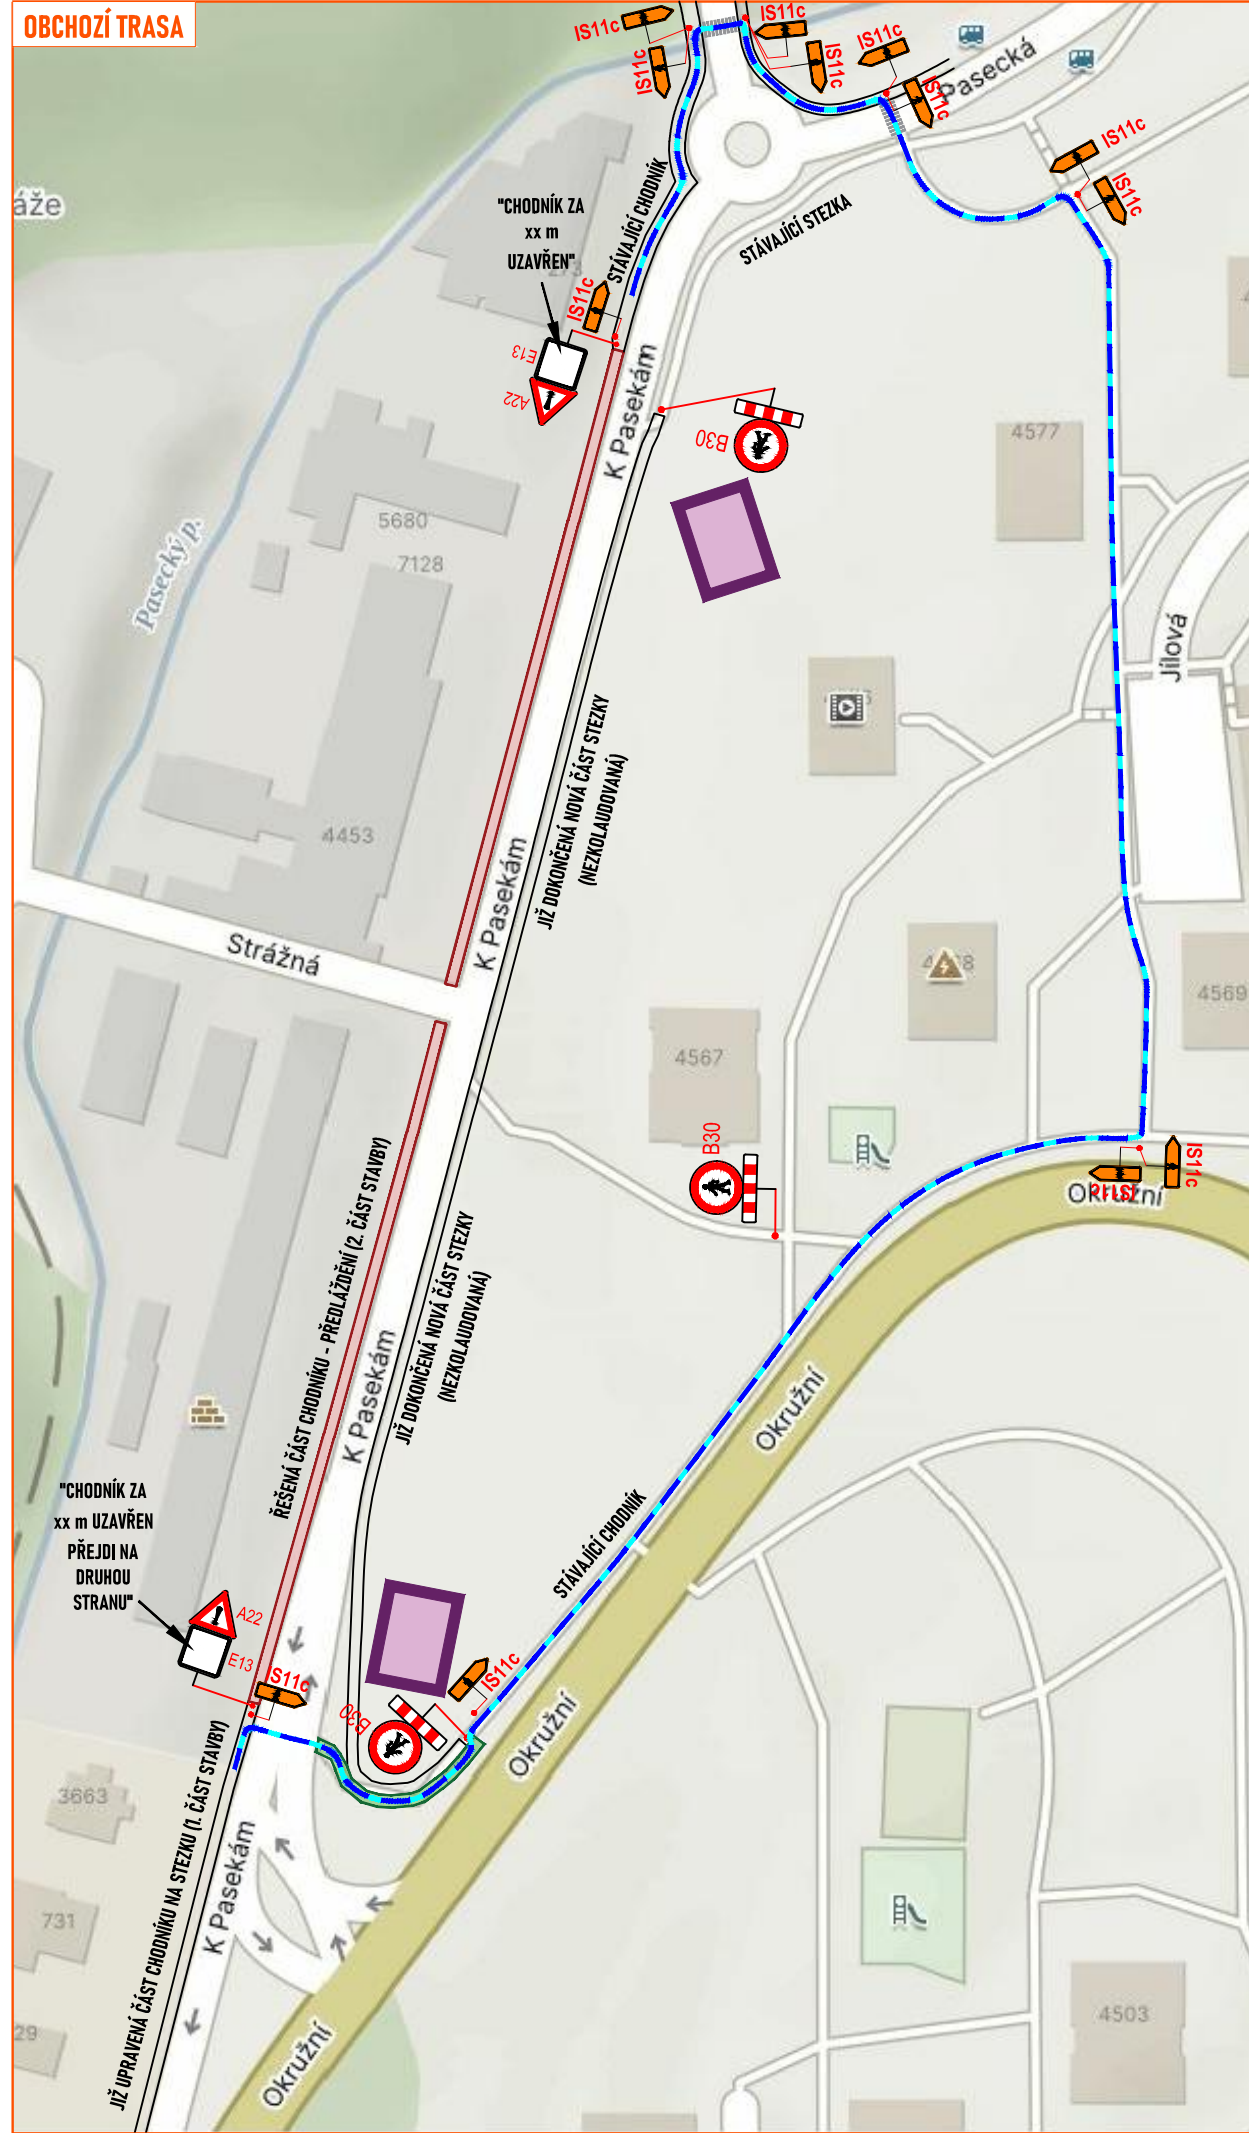 OBCHOZÍ TRASA
IS11c
IS11c
IS11c
IS11c
IS11c
IS11c
Pasecká
IS11c
IS11c
áže
"CHODNÍK ZA
xx m
UZAVŘEN"
STÁVAJÍCÍ CHODNÍK
STÁVAJÍCÍ STEZKA
IS11c
E13
A22
K Pasekám
B30
4577
5680
7128
Pasecký p.
Jílová
JIŽ DOKONČENÁ NOVÁ ČÁST STEZKY
(NEZKOLAUDOVANÁ)
4453
K Pasekám
Strážná
4569
4567
B30
IS11c
IS11c
Okružní
ŘEŠENÁ ČÁST CHODNÍKU - PŘEDLÁŽDĚNÍ (2. ČÁST STAVBY)
JIŽ DOKONČENÁ NOVÁ ČÁST STEZKY
(NEZKOLAUDOVANÁ)
K Pasekám
Okružní
"CHODNÍK ZA
xx m UZAVŘEN
PŘEJDI NA
DRUHOU
STRANU"
STÁVAJÍCÍ CHODNÍK
A22
E13
IS11c
IS11c
B30
Okružní
JIŽ UPRAVENÁ ČÁST CHODNÍKU NA STEZKU (1. ČÁST STAVBY)
3663
K Pasekám
731
29
Okružní
4503